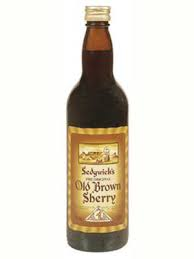 Sedgwick's
THE ORIGINAL
Old Brown
Sherry